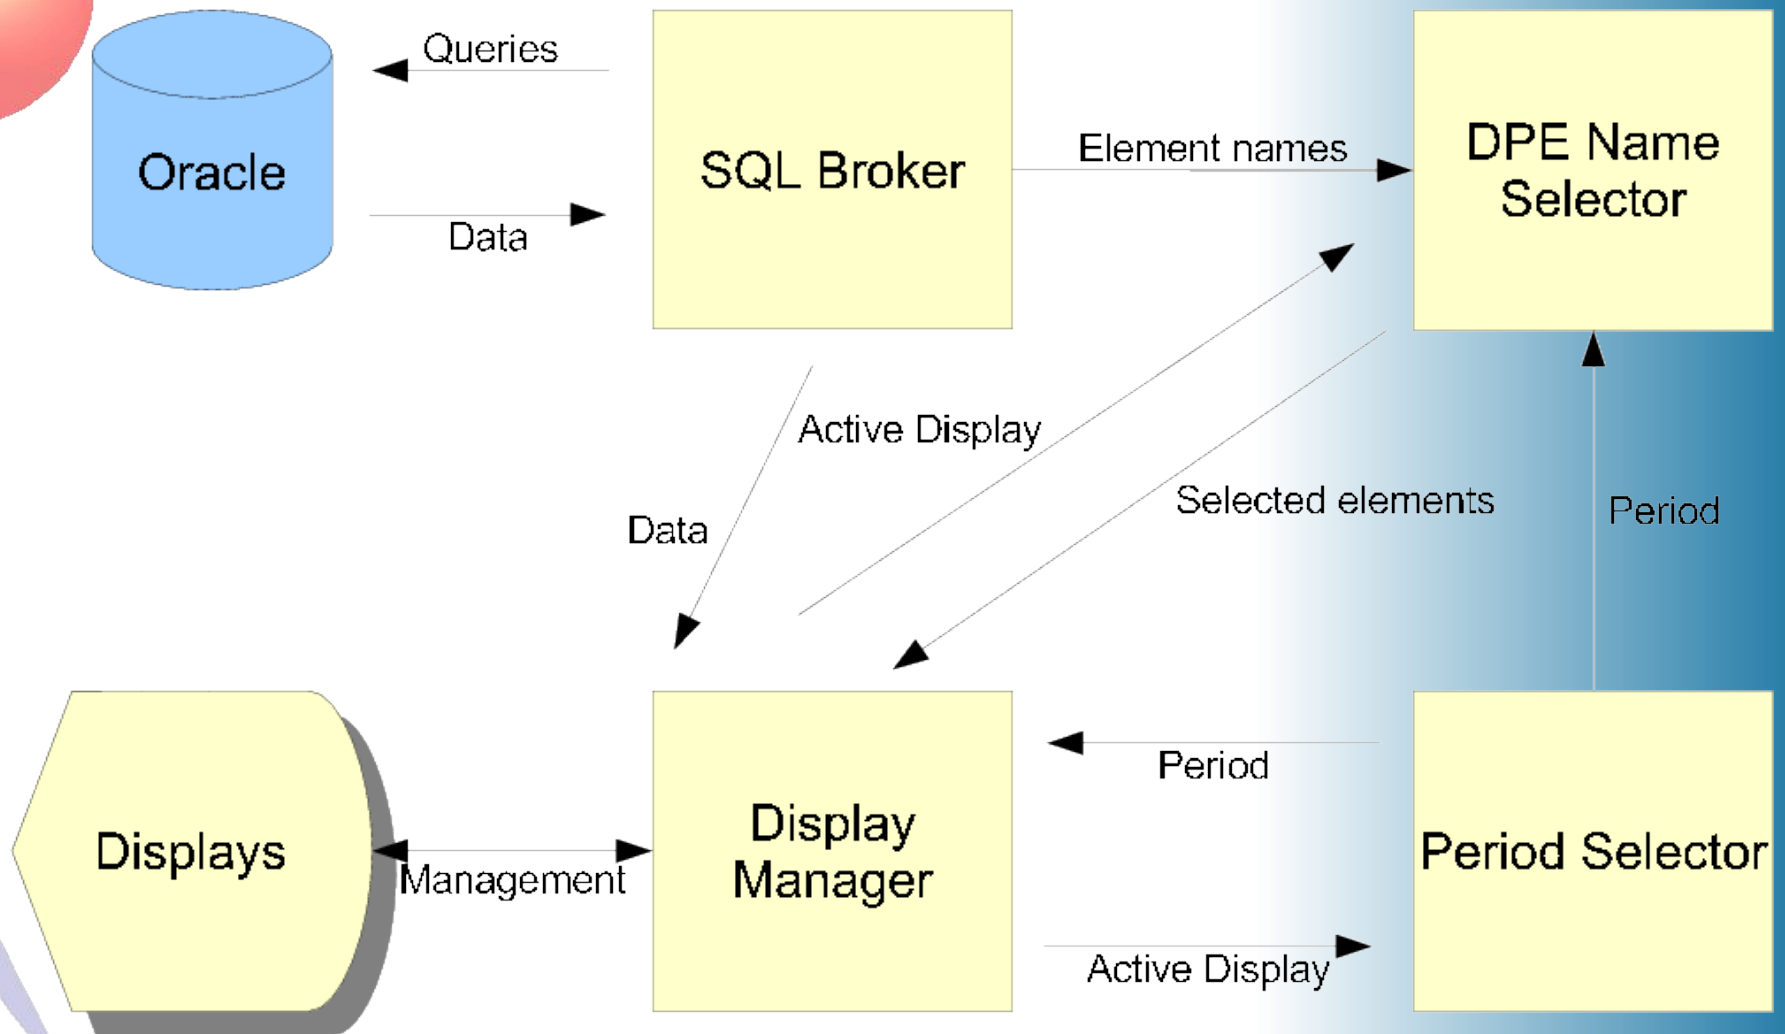 Queries
Oracle
Data
SQL Broker
Element names
DPE Name
Selector
Active Display
Data
Selected elements
Period
Displays
Management
Display
Manager
Period
Period Selector
Active Display